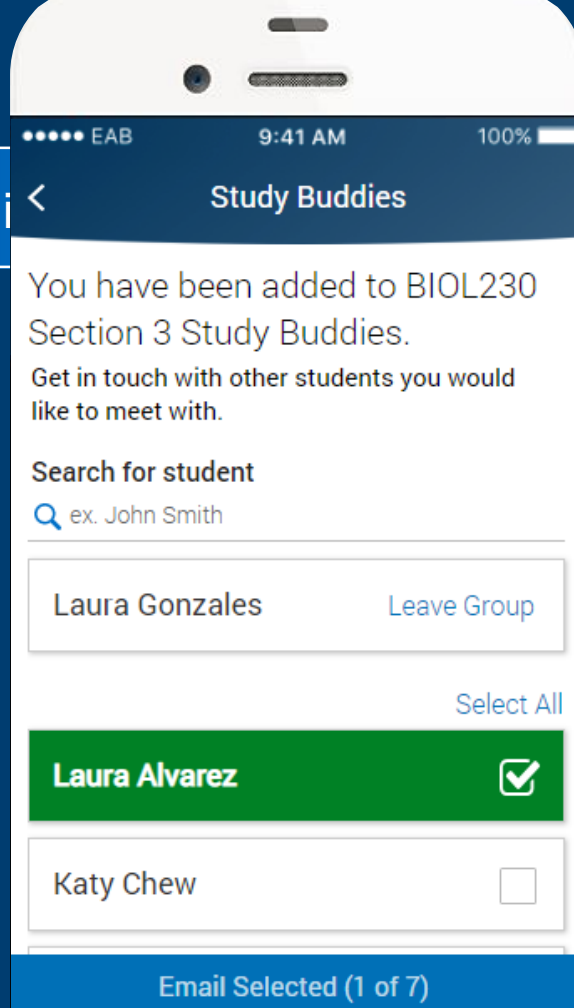 EAB 9:41 AM 100%
Study Buddies
You have been added to BIOL230
Section 3 Study Buddies.
Get in touch with other students you would
like to meet with.
Search for student
ex. John Smith
Laura Gonzales Leave Group
Select All
Laura Alvarez
Katy Chew
Email Selected (1 of 7)